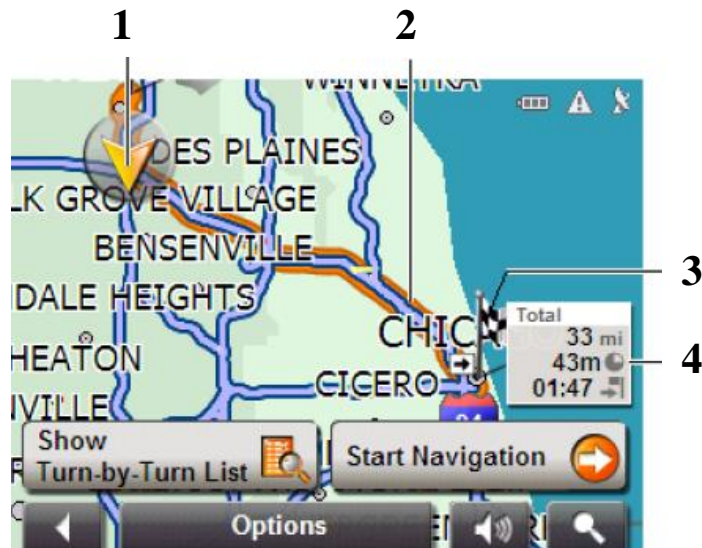 1
2
WINNETKA
DES PLAINES
LK GROVE VILLAGE
BENSENVILLE
3
DALE HEIGHTS
Total
33 mi
CHIC
43m
4
HEATON
01:47
CICERO
VILLE
Show
Turn-by-Turn List
Start Navigation
Options